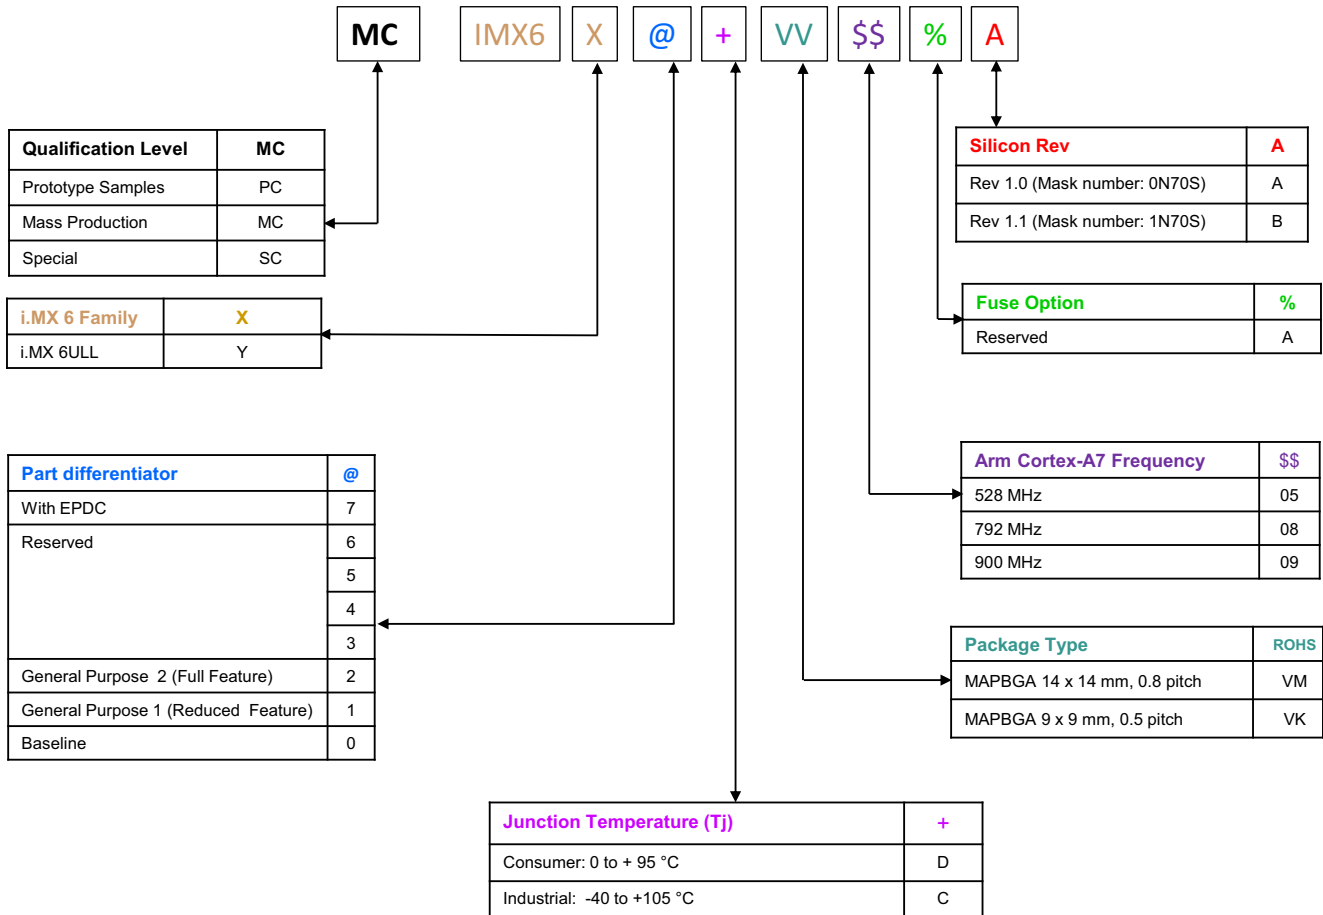 MC IMX6 X @ + VV $$ % A
Qualification Level MC
Prototype Samples PC
Mass Production MC
Special SC
Silicon Rev A
Rev 1.0 (Mask number: 0N70S) A
Rev 1.1 (Mask number: 1N70S) B
i.MX 6 Family X
i.MX 6ULL Y
Fuse Option %
Reserved A
Part differentiator @
With EPDC 7
Reserved 6
5
4
3
General Purpose 2 (Full Feature) 2
General Purpose 1 (Reduced Feature) 1
Baseline 0
Arm Cortex-A7 Frequency $$
528 MHz 05
792 MHz 08
900 MHz 09
Package Type ROHS
MAPBGA 14 x 14 mm, 0.8 pitch VM
MAPBGA 9 x 9 mm, 0.5 pitch VK
Junction Temperature (Tj) +
Consumer: 0 to + 95 °C D
Industrial: -40 to +105 °C C